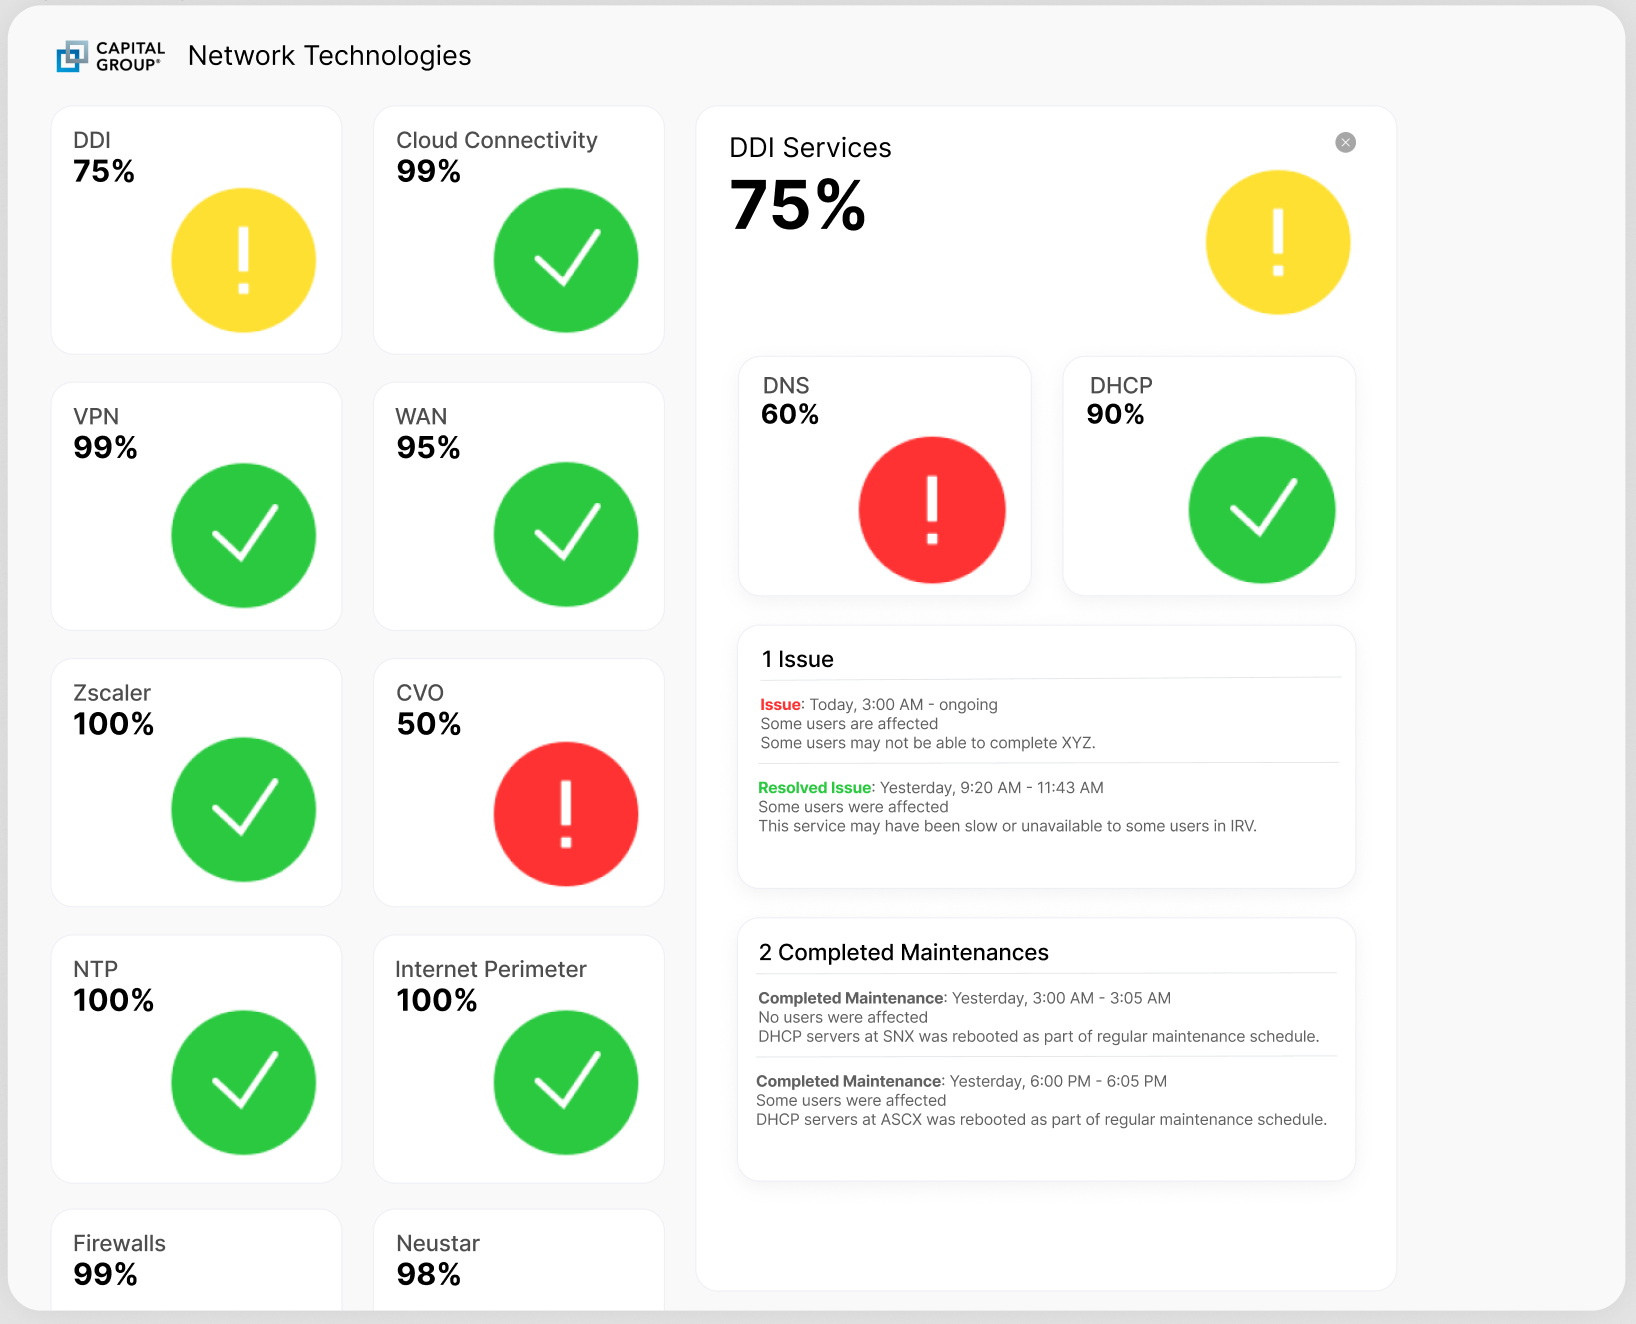 CAPITAL
GROUP®
Network Technologies
DDI
75%
Cloud Connectivity
99%
VPN
99%
WAN
95%
Zscaler
100%
CVO
50%
NTP
100%
Internet Perimeter
100%
Firewalls
99%
Neustar
98%
DDI Services
75%
DNS
60%
DHCP
90%
1 Issue
Issue: Today, 3:00 AM - ongoing
Some users are affected
Some users may not be able to complete XYZ.
Resolved Issue: Yesterday, 9:20 AM - 11:43 AM
Some users were affected
This service may have been slow or unavailable to some users in IRV.
2 Completed Maintenances
Completed Maintenance: Yesterday, 3:00 AM - 3:05 AM
No users were affected
DHCP servers at SNX was rebooted as part of regular maintenance schedule.
Completed Maintenance: Yesterday, 6:00 PM - 6:05 PM
Some users were affected
DHCP servers at ASCX was rebooted as part of regular maintenance schedule.